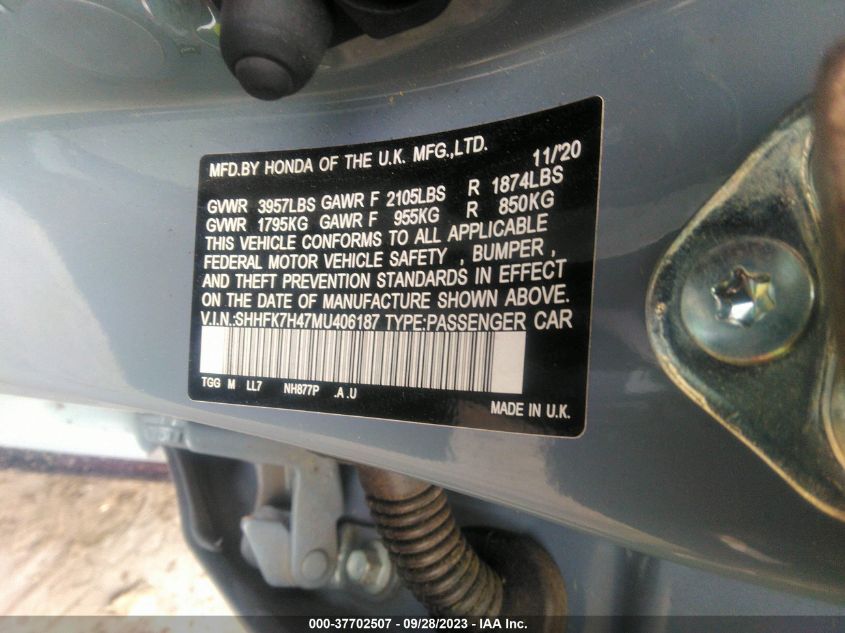 MFD.BY HONDA OF THE U.K. MFG.,LTD. 11/'20
GVWR 3957LBS GAWR F 2105LBS R 1874LBS
GVWR 1795KG GAWR F 955KG R 850KG
THIS VEHICLE CONFORMS TO ALL APPLICABLE
FEDERAL MOTOR VEHICLE SAFETY , BUMPER ,
AND THEFT PREVENTION STANDARDS IN EFFECT
ON THE DATE OF MANUFACTURE SHOWN ABOVE.
V.I.N.:SHHFK7H47MU406187 TYPE:PASSENGER CAR
TGG M LL7 NH877P .A .U
MADE IN U.K.
000-37702507 - 09/28/2023 - IAA Inc.